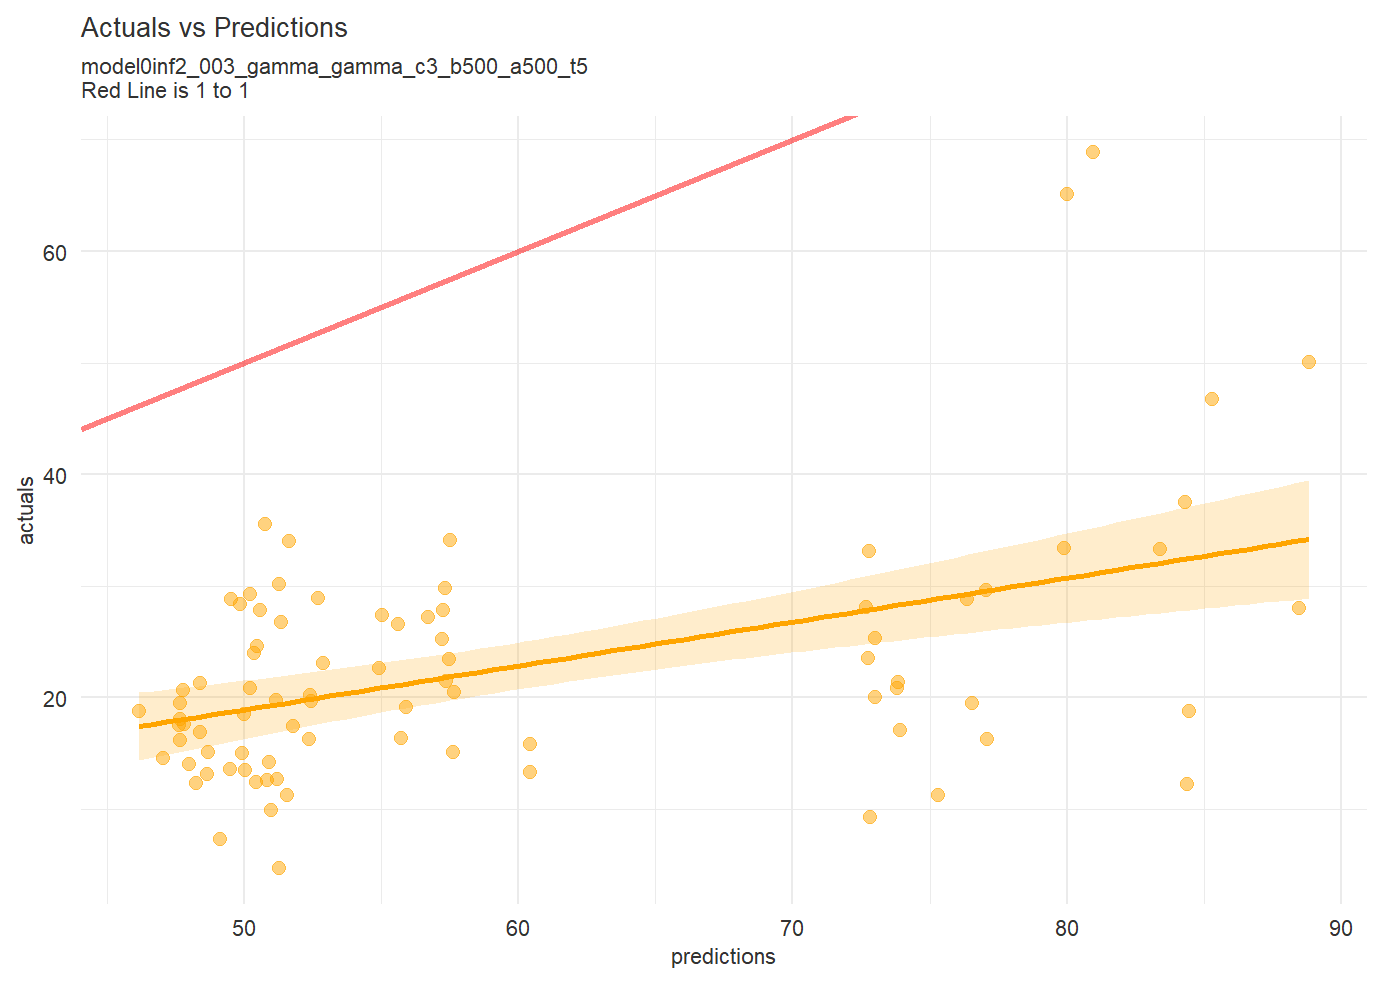 Actuals vs Predictions
model0inf2_003_gamma_gamma_c3_b500_a500_t5
Red Line is 1 to 1
60
40
20
actuals
50 60 70 80 90
predictions